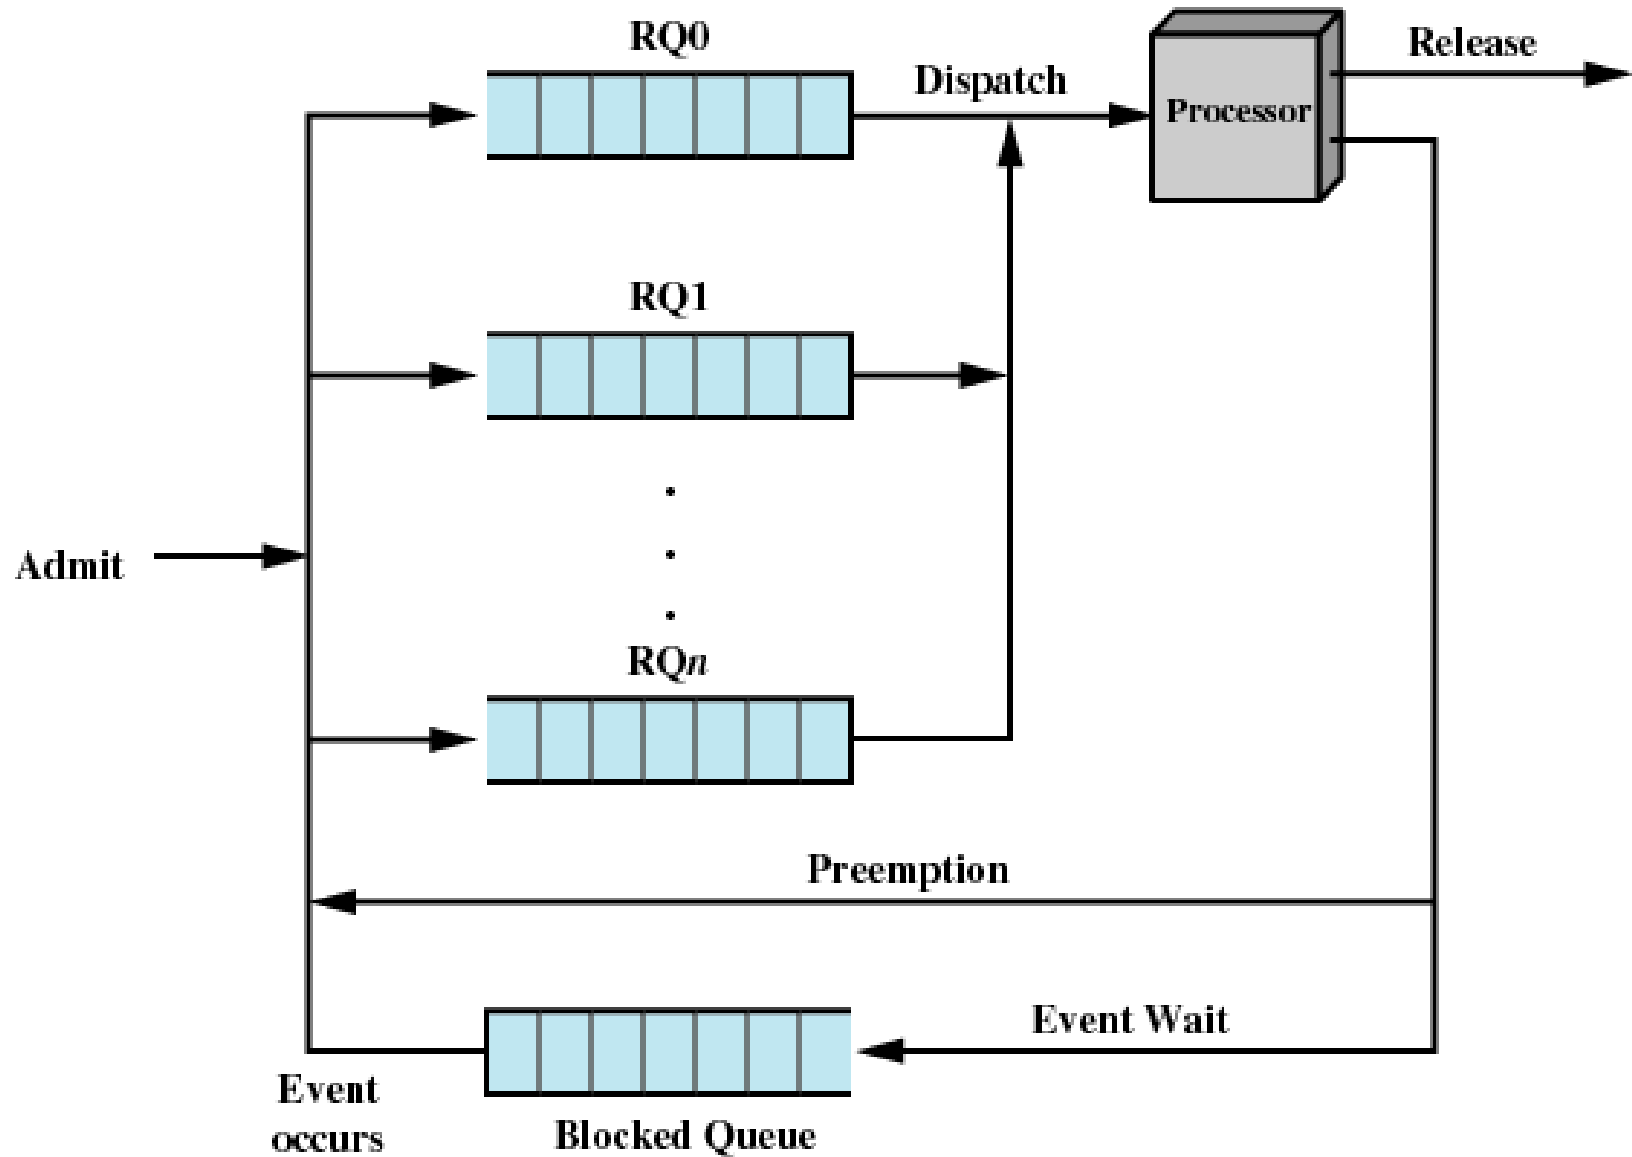 RQ0
Release
Dispatch
Processor
RQ1
Admit
RQn
Preemption
Event Wait
Event
occurs
Blocked Queue